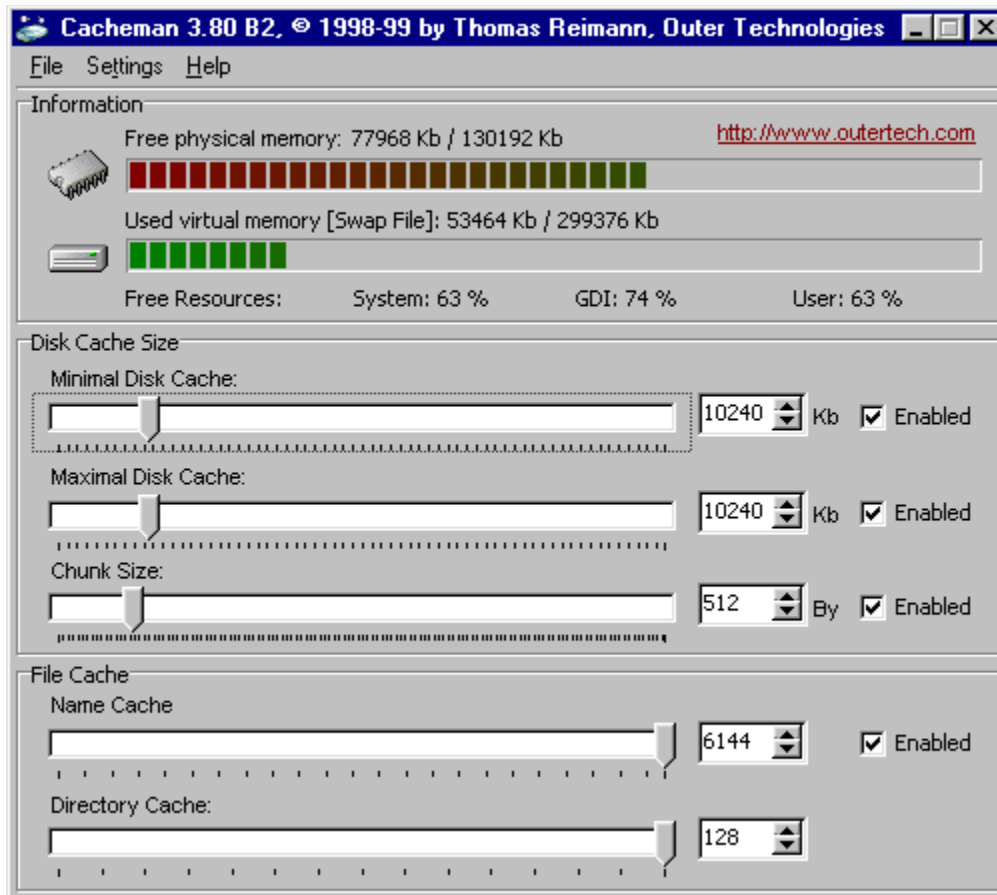 Cacheman 3.80 B2, © 1998-99 by Thomas Reimann, Outer Technologies
File Settings Help
Information
Free physical memory: 77968 Kb / 130192 Kb http://www.outertech.com
Used virtual memory [Swap File]: 53464 Kb / 299376 Kb
Free Resources: System: 63 % GDI: 74 % User: 63 %
Disk Cache Size
Minimal Disk Cache:
10240 Kb Enabled
Maximal Disk Cache:
10240 Kb Enabled
Chunk Size:
512 By Enabled
File Cache
Name Cache
6144 Enabled
Directory Cache:
128